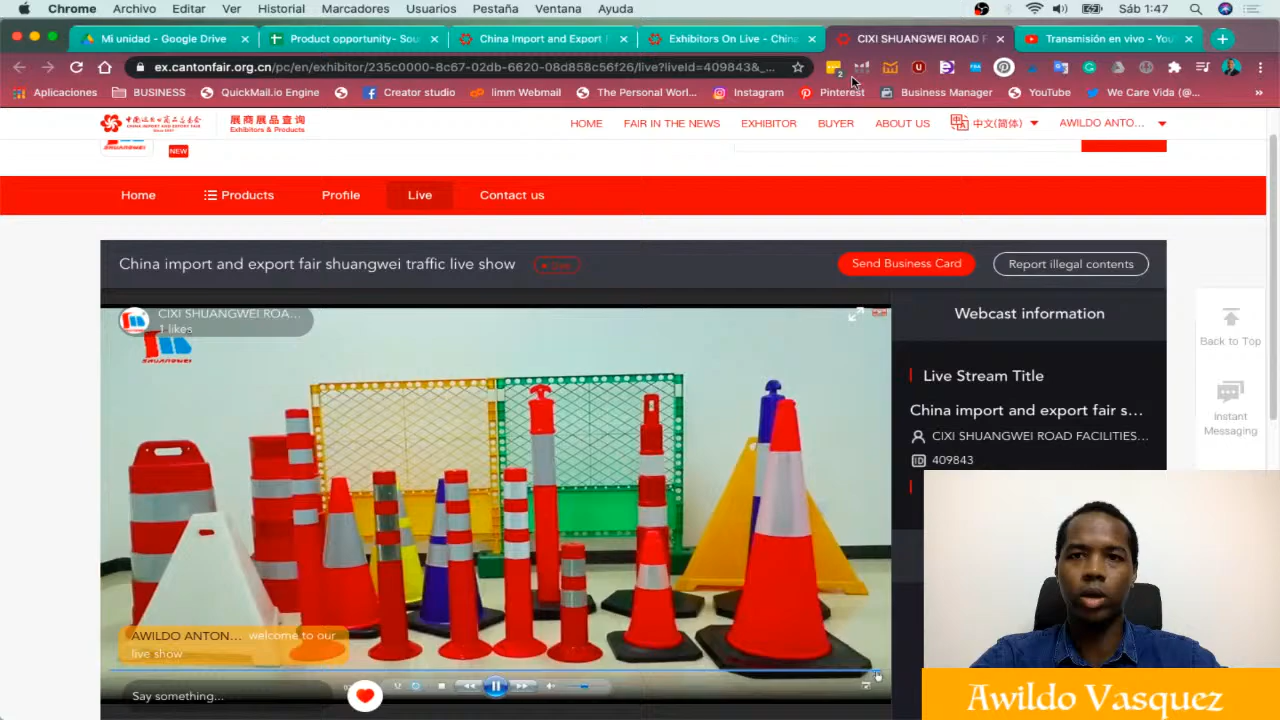 Chrome Archivo Editar Ver Historial Marcadores Usuarios Pestaña Ventana Ayuda Sáb 1:47
Mi unidad - Google Drive Product opportunity- Sou China Import and Export Exhibitors On Live - Chin CIXI SHUANGWEI ROAD F Transmisión en vivo - You
ex.cantonfair.org.cn/pc/en/exhibitor/235c0000-8c67-02db-6620-08d858c56f26/live?liveId=409843&_...
Aplicaciones BUSINESS QuickMail.io Engine Creator studio limm Webmail The Personal Worl... Instagram Pinterest Business Manager YouTube We Care Vida (@... »
展商展品查询
Exhibitors & Products
HOME FAIR IN THE NEWS EXHIBITOR BUYER ABOUT US 中文(简体) AWILDO ANTO...
SHUANGWEI
NEW
Home Products Profile Live Contact us
China import and export fair shuangwei traffic live show Live
Send Business Card Report illegal contents
CIXI SHUANGWEI ROA...
1 likes
SHUANGWEI
Webcast information
Live Stream Title
China import and export fair s...
CIXI SHUANGWEI ROAD FACILITIES...
ID 409843
Back to Top
Instant
Messaging
AWILDO ANTON... welcome to our
live show
Say something...
Awildo Vasquez